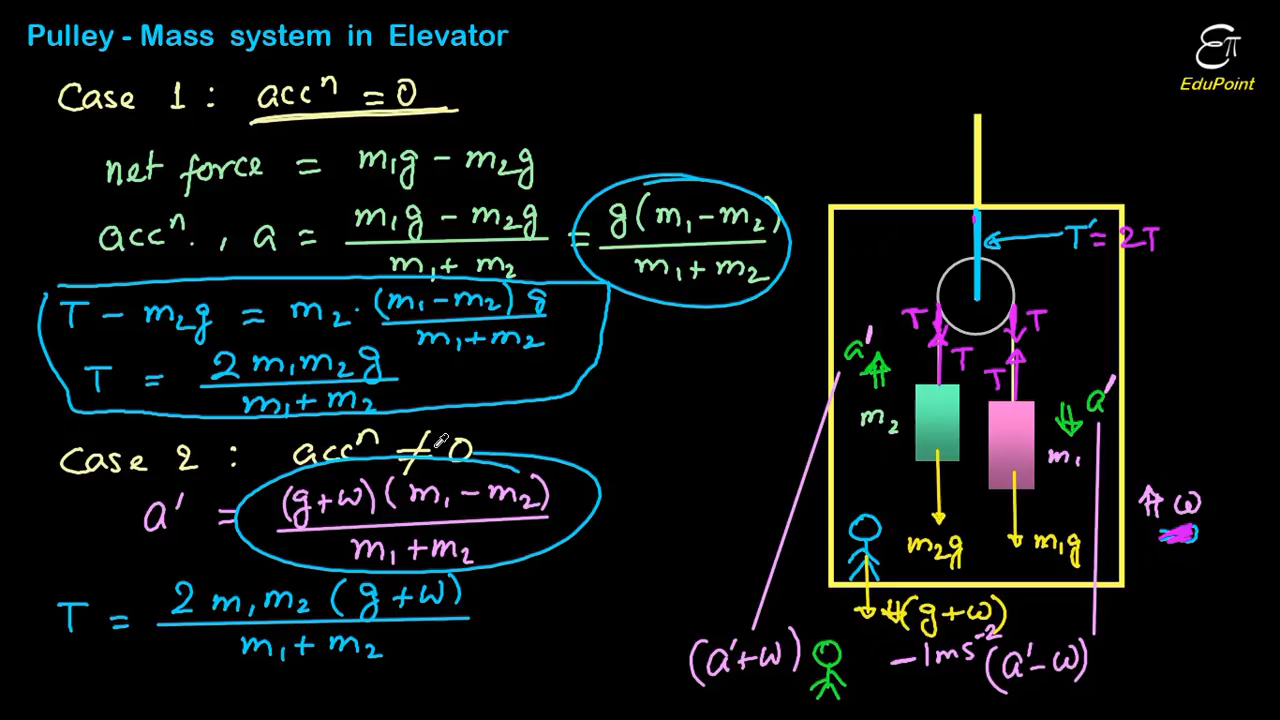 Pulley - Mass system in Elevator
Eπ
EduPoint
Case 1 : accⁿ = 0
net force = m₁g - m₂g
accⁿ. , a = (m₁g - m₂g)/(m₁ + m₂) = g(m₁ - m₂)/(m₁ + m₂)
T - m₂g = m₂ · (m₁ - m₂) g/(m₁ + m₂)
T = 2 m₁m₂ g/(m₁ + m₂)
Case 2 : accⁿ ≠ 0
a' = (g+ω)(m₁ - m₂)/(m₁ + m₂)
T = 2 m₁m₂ (g+ω)/(m₁ + m₂)
T' = 2T
T
T
T
T
a'
a'
m₂
m₁
ω
m₂g
m₁g
(g+ω)
(a'+ω)
-1ms⁻²
(a'-ω)